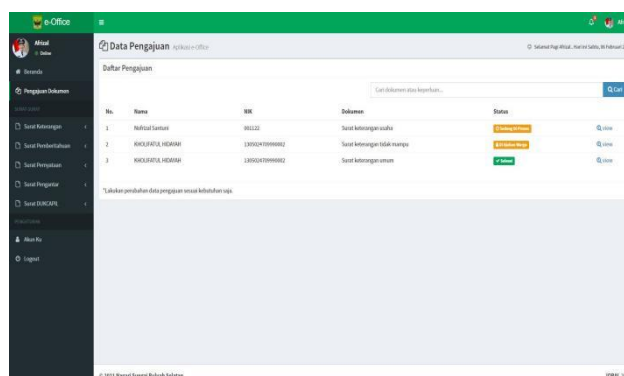 e-Office
Afrizal
Online
Beranda
Pengajuan Dokumen
Surat Keterangan
Surat Pemberitahuan
Surat Pernyataan
Surat Pengantar
Surat DUKCAPIL
Akun Ku
Logout
Data Pengajuan Aplikasi e-Office
Daftar Pengajuan
Cari dokumen atau keperluan...
Cari
No. Nama NIK Dokumen Status
1 Surat keterangan usaha view
2 KHOLIFATUL HIDAYAH Surat keterangan tidak mampu view
3 KHOLIFATUL HIDAYAH Surat keterangan umum Selesai view
*Lakukan perubahan data pengajuan sesuai kebutuhan saja.